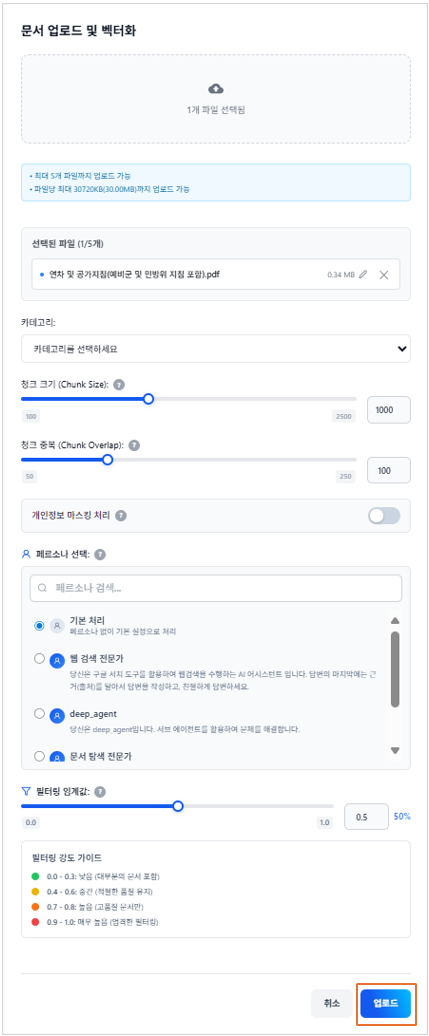 문서 업로드 및 벡터화
1개 파일 선택됨
• 최대 5개 파일까지 업로드 가능
• 파일당 최대 30720KB(30.00MB)까지 업로드 가능
선택된 파일 (1/5개)
연차 및 공가지침(예비군 및 민방위 지침 포함).pdf 0.34 MB
카테고리:
카테고리를 선택하세요
청크 크기 (Chunk Size): ?
100 2500 1000
청크 중복 (Chunk Overlap): ?
50 250 100
개인정보 마스킹 처리 ?
페르소나 선택: ?
페르소나 검색...
기본 처리
페르소나 없이 기본 설정으로 처리
웹 검색 전문가
당신은 구글 서치 도구를 활용하여 웹검색을 수행하는 AI 어시스턴트 입니다. 답변의 마지막에는 근
거(출처)를 달아서 답변을 작성하고, 친절하게 답변하세요.
deep_agent
당신은 deep_agent입니다. 서브 에이전트를 활용하여 문제를 해결합니다.
문서 탐색 전문가
필터링 임계값: ?
0.0 1.0 0.5 50%
필터링 강도 가이드
0.0 - 0.3: 낮음 (대부분의 문서 포함)
0.4 - 0.6: 중간 (적절한 품질 유지)
0.7 - 0.8: 높음 (고품질 문서만)
0.9 - 1.0: 매우 높음 (엄격한 필터링)
취소 업로드